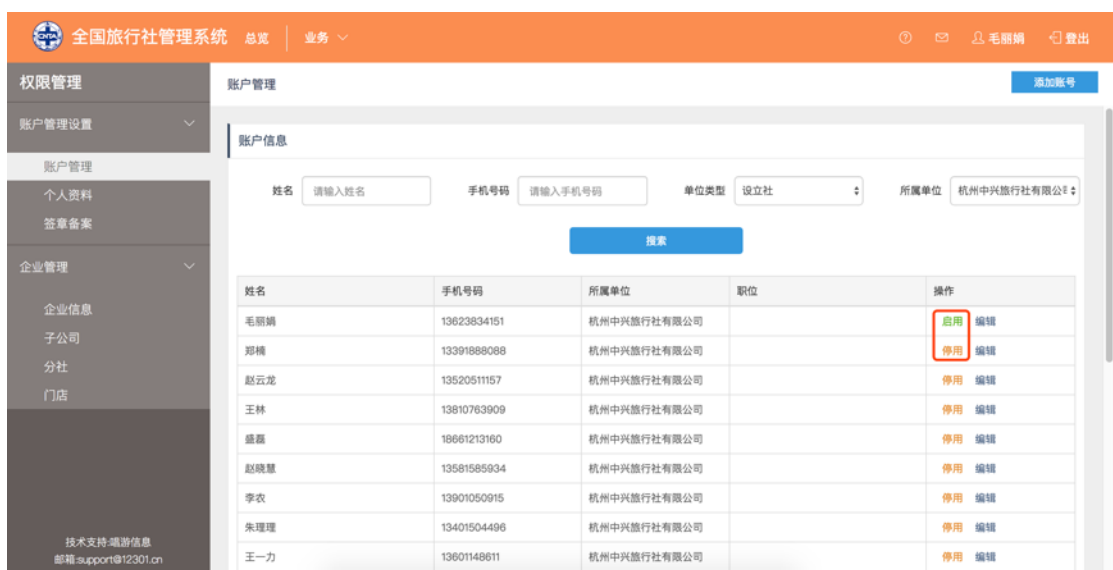 CNTA 全国旅行社管理系统 总览 业务 毛丽娟 登出
权限管理 账户管理 添加账号
账户管理设置
账户信息
账户管理
姓名 请输入姓名 手机号码 请输入手机号码 单位类型 设立社 所属单位 杭州中兴旅行社有限公司
个人资料
签章备案
搜索
企业管理
姓名 手机号码 所属单位 职位 操作
企业信息
毛丽娟 13623834151 杭州中兴旅行社有限公司 启用 编辑
子公司
郑楠 13391888088 杭州中兴旅行社有限公司 停用 编辑
分社
赵云龙 13520511157 杭州中兴旅行社有限公司 停用 编辑
门店
王林 13810763909 杭州中兴旅行社有限公司 停用 编辑
盛磊 18661213160 杭州中兴旅行社有限公司 停用 编辑
赵晓慧 13581585934 杭州中兴旅行社有限公司 停用 编辑
李农 13901050915 杭州中兴旅行社有限公司 停用 编辑
朱理理 13401504496 杭州中兴旅行社有限公司 停用 编辑
王一力 13601148611 杭州中兴旅行社有限公司 停用 编辑
技术支持:唱游信息
邮箱:support@12301.cn